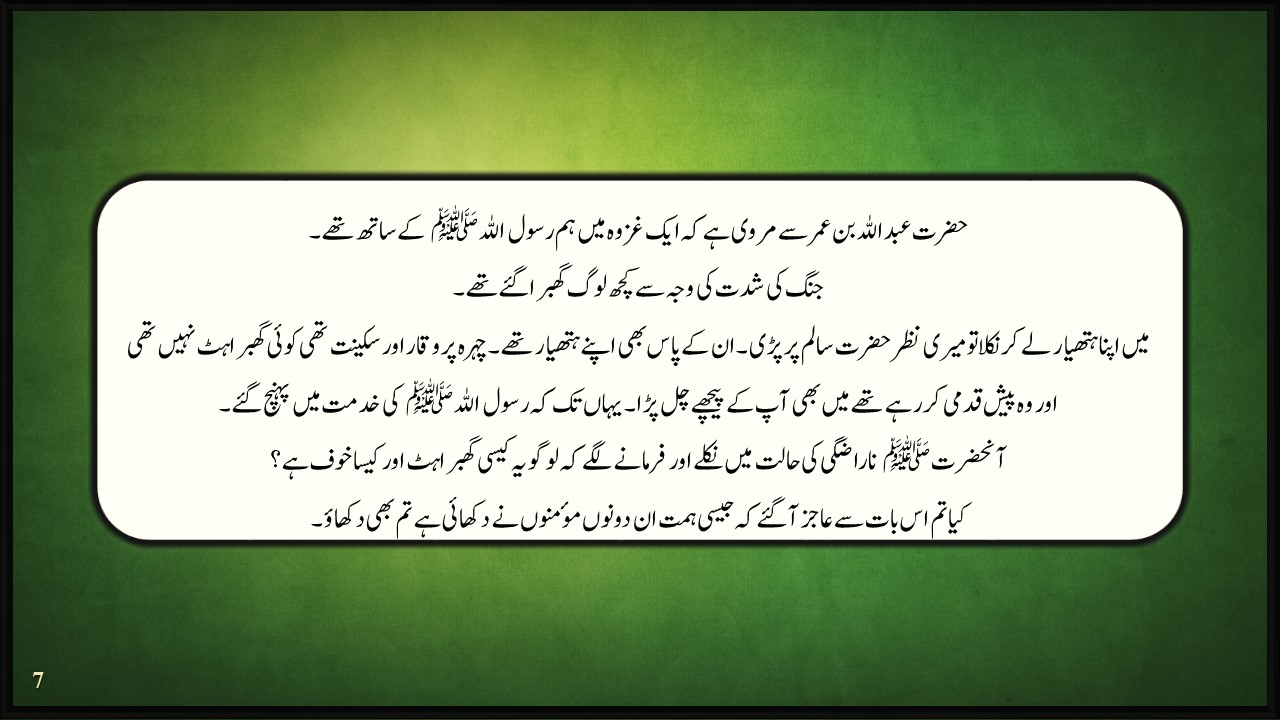 حضرت عبد اللہ بن عمر سے مروی ہے کہ ایک غزوہ میں ہم رسول اللہ ﷺ کے ساتھ تھے۔
جنگ کی شدت کی وجہ سے کچھ لوگ گھبرا گئے تھے۔
میں اپنا ہتھیار لے کر نکلا تو میری نظر حضرت سالم پر پڑی۔ ان کے پاس بھی اپنے ہتھیار تھے۔ چہرہ پر وقار اور سکینت تھی کوئی گھبراہٹ نہیں تھی
اور وہ پیش قدمی کر رہے تھے میں بھی آپ کے پیچھے چل پڑا۔ یہاں تک کہ رسول اللہ ﷺ کی خدمت میں پہنچ گئے۔
آنحضرت ﷺ ناراضگی کی حالت میں نکلے اور فرمانے لگے کہ لوگو یہ کیسی گھبراہٹ اور کیسا خوف ہے؟
کیا تم اس بات سے عاجز آگئے کہ جیسی ہمت ان دونوں مؤمنوں نے دکھائی ہے تم بھی دکھاؤ۔
7